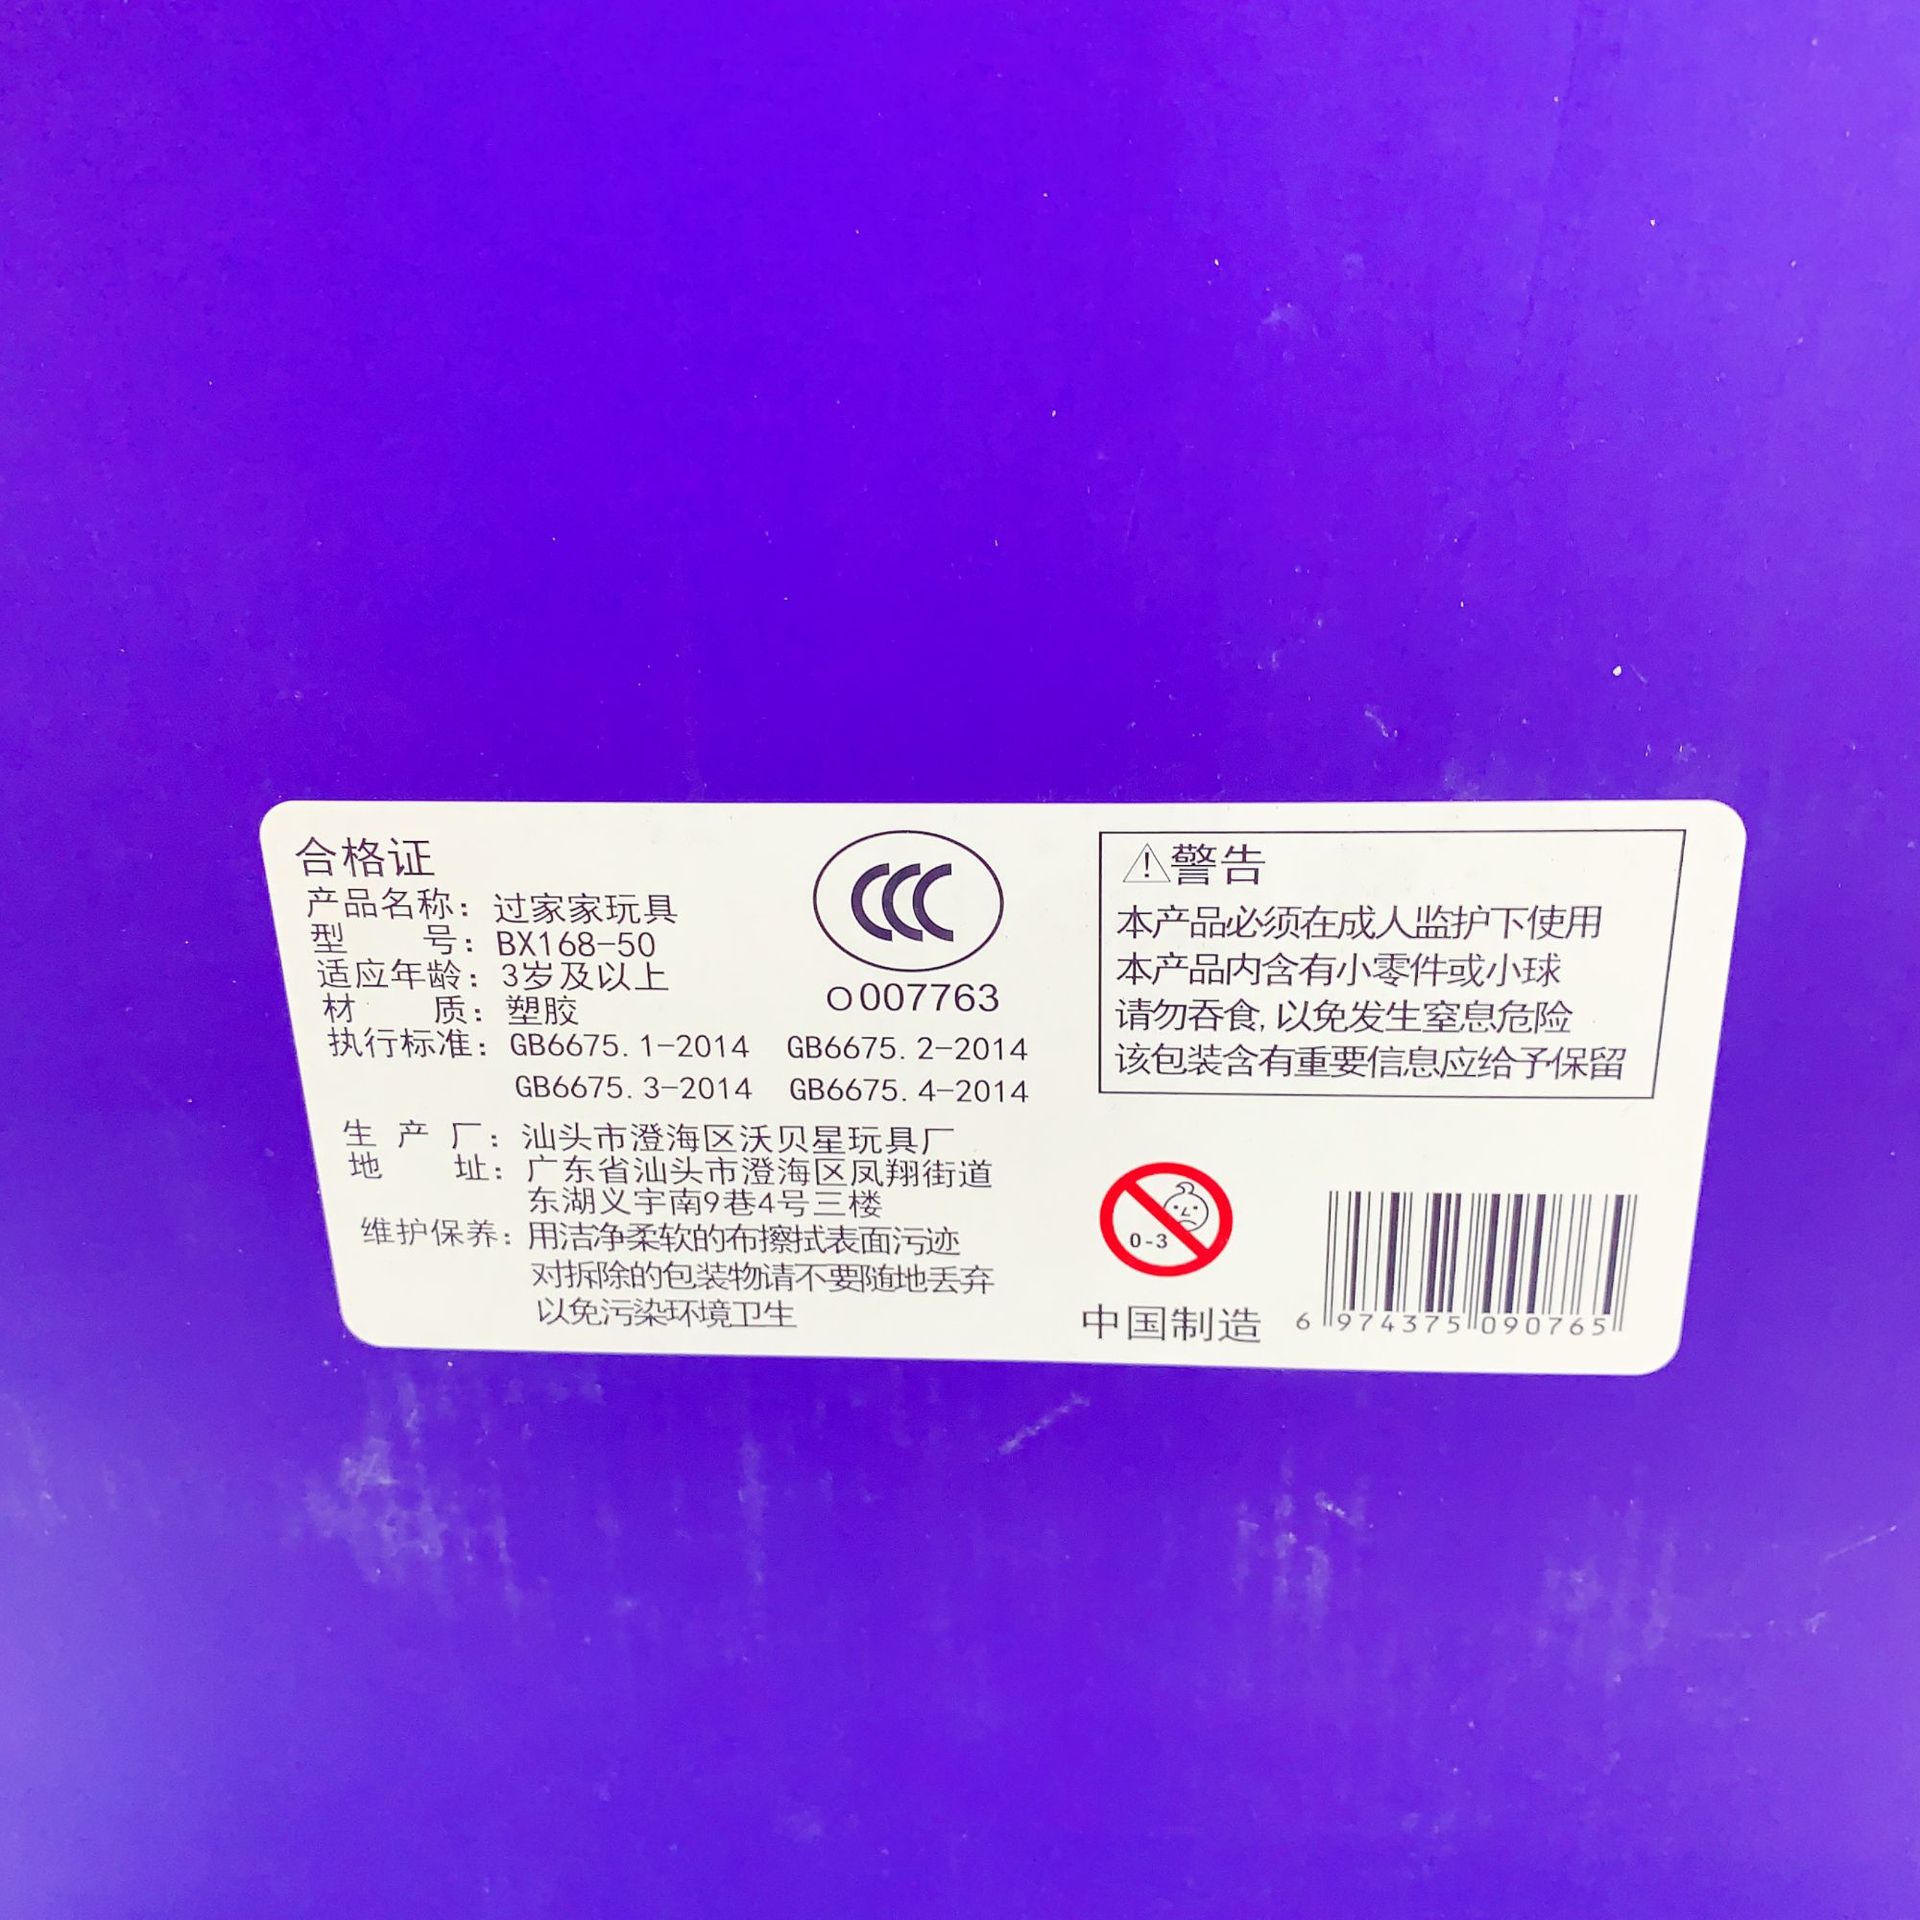 合格证
产品名称：过家家玩具
型号：BX168-50
适应年龄：3岁及以上
材质：塑胶
执行标准：GB6675.1-2014 GB6675.2-2014
GB6675.3-2014 GB6675.4-2014
生产厂：汕头市澄海区沃贝星玩具厂
地址：广东省汕头市澄海区凤翔街道
东湖义宇南9巷4号三楼
维护保养：用洁净柔软的布擦拭表面污迹
对拆除的包装物请不要随地丢弃
以免污染环境卫生
CCC
O007763
⚠警告
本产品必须在成人监护下使用
本产品内含有小零件或小球
请勿吞食,以免发生窒息危险
该包装含有重要信息应给予保留
0-3
中国制造
6 974375 090765